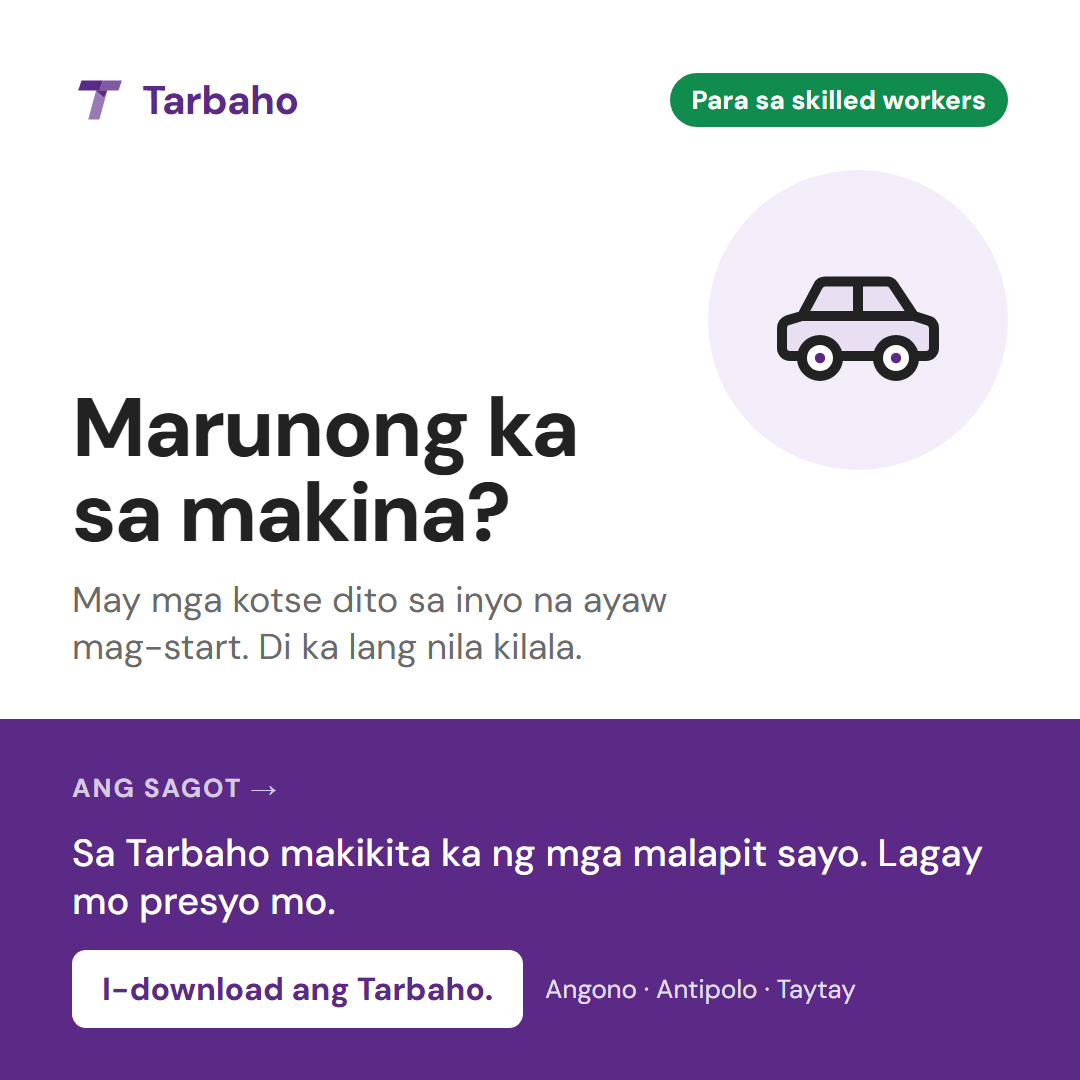 Tarbaho
Para sa skilled workers
Marunong ka
sa makina?
May mga kotse dito sa inyo na ayaw
mag-start. Di ka lang nila kilala.
ANG SAGOT →
Sa Tarbaho makikita ka ng mga malapit sayo. Lagay
mo presyo mo.
I-download ang Tarbaho.
Angono · Antipolo · Taytay